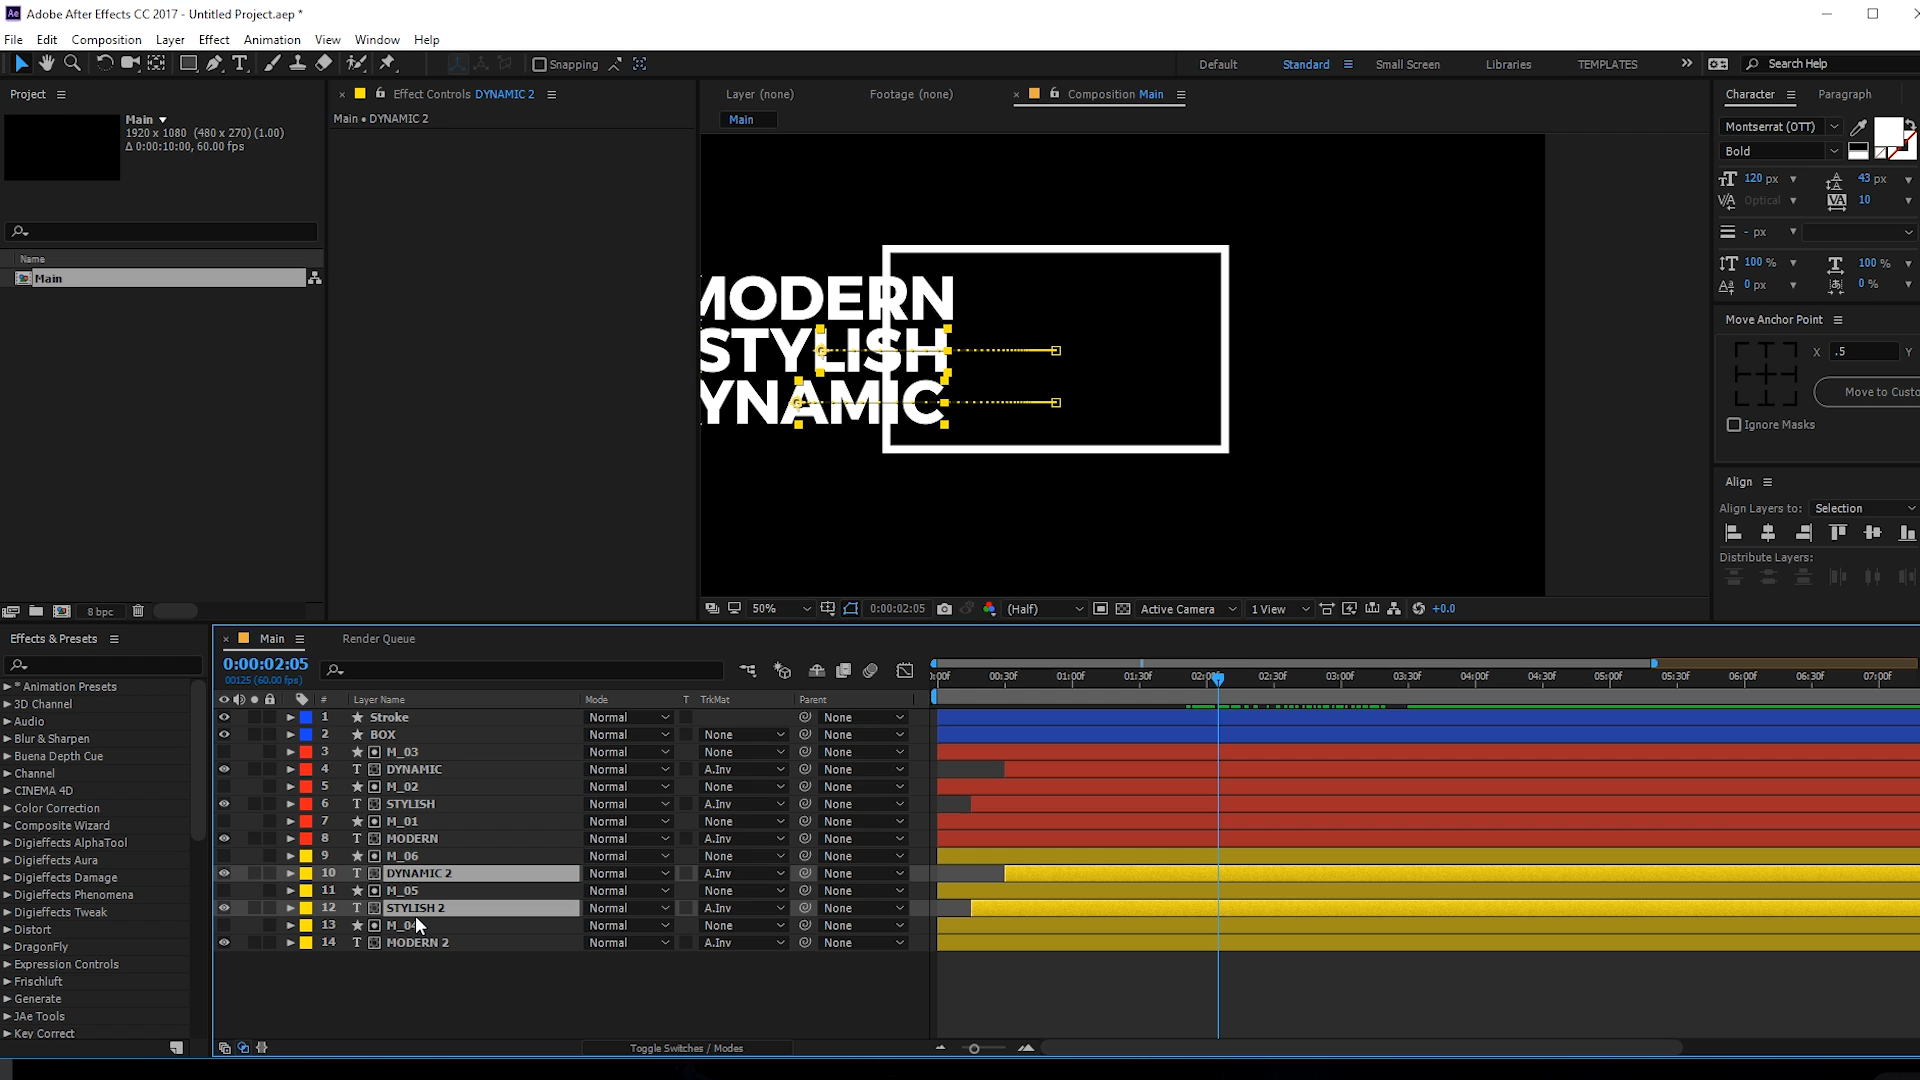 Ae Adobe After Effects CC 2017 - Untitled Project.aep *
File Edit Composition Layer Effect Animation View Window Help
T Snapping Default Standard Small Screen Libraries TEMPLATES Search Help
Project
Main
1920 x 1080 (480 x 270) (1.00)
Δ 0:00:10:00, 60.00 fps
Name
Main
8 bpc
Effect Controls DYNAMIC 2
Main • DYNAMIC 2
Layer (none) Footage (none) Composition Main
Main
MODERN
STYLISH
YNAMIC
50% 0:00:02:05 (Half) Active Camera 1 View +0.0
Character Paragraph
Montserrat (OTT)
Bold
120 px 43 px
Optical 10
- px
100 % 100 %
0 px 0 %
Move Anchor Point
X .5 Y
Move to Custo
Ignore Masks
Align
Align Layers to: Selection
Distribute Layers:
Effects & Presets
* Animation Presets
3D Channel
Audio
Blur & Sharpen
Buena Depth Cue
Channel
CINEMA 4D
Color Correction
Composite Wizard
Digieffects AlphaTool
Digieffects Aura
Digieffects Damage
Digieffects Phenomena
Digieffects Tweak
Distort
DragonFly
Expression Controls
Frischluft
Generate
JAe Tools
Key Correct
Main Render Queue
0:00:02:05
00125 (60.00 fps)
:00f 00:30f 01:00f 01:30f 02:00f 02:30f 03:00f 03:30f 04:00f 04:30f 05:00f 05:30f 06:00f 06:30f 07:00f
# Layer Name Mode T TrkMat Parent
1 Stroke Normal None
2 BOX Normal None None
3 M_03 Normal None None
4 T DYNAMIC Normal A.Inv None
5 M_02 Normal None None
6 T STYLISH Normal A.Inv None
7 M_01 Normal None None
8 T MODERN Normal A.Inv None
9 M_06 Normal None None
10 T DYNAMIC 2 Normal A.Inv None
11 M_05 Normal None None
12 T STYLISH 2 Normal A.Inv None
13 M_04 Normal None None
14 T MODERN 2 Normal A.Inv None
Toggle Switches / Modes